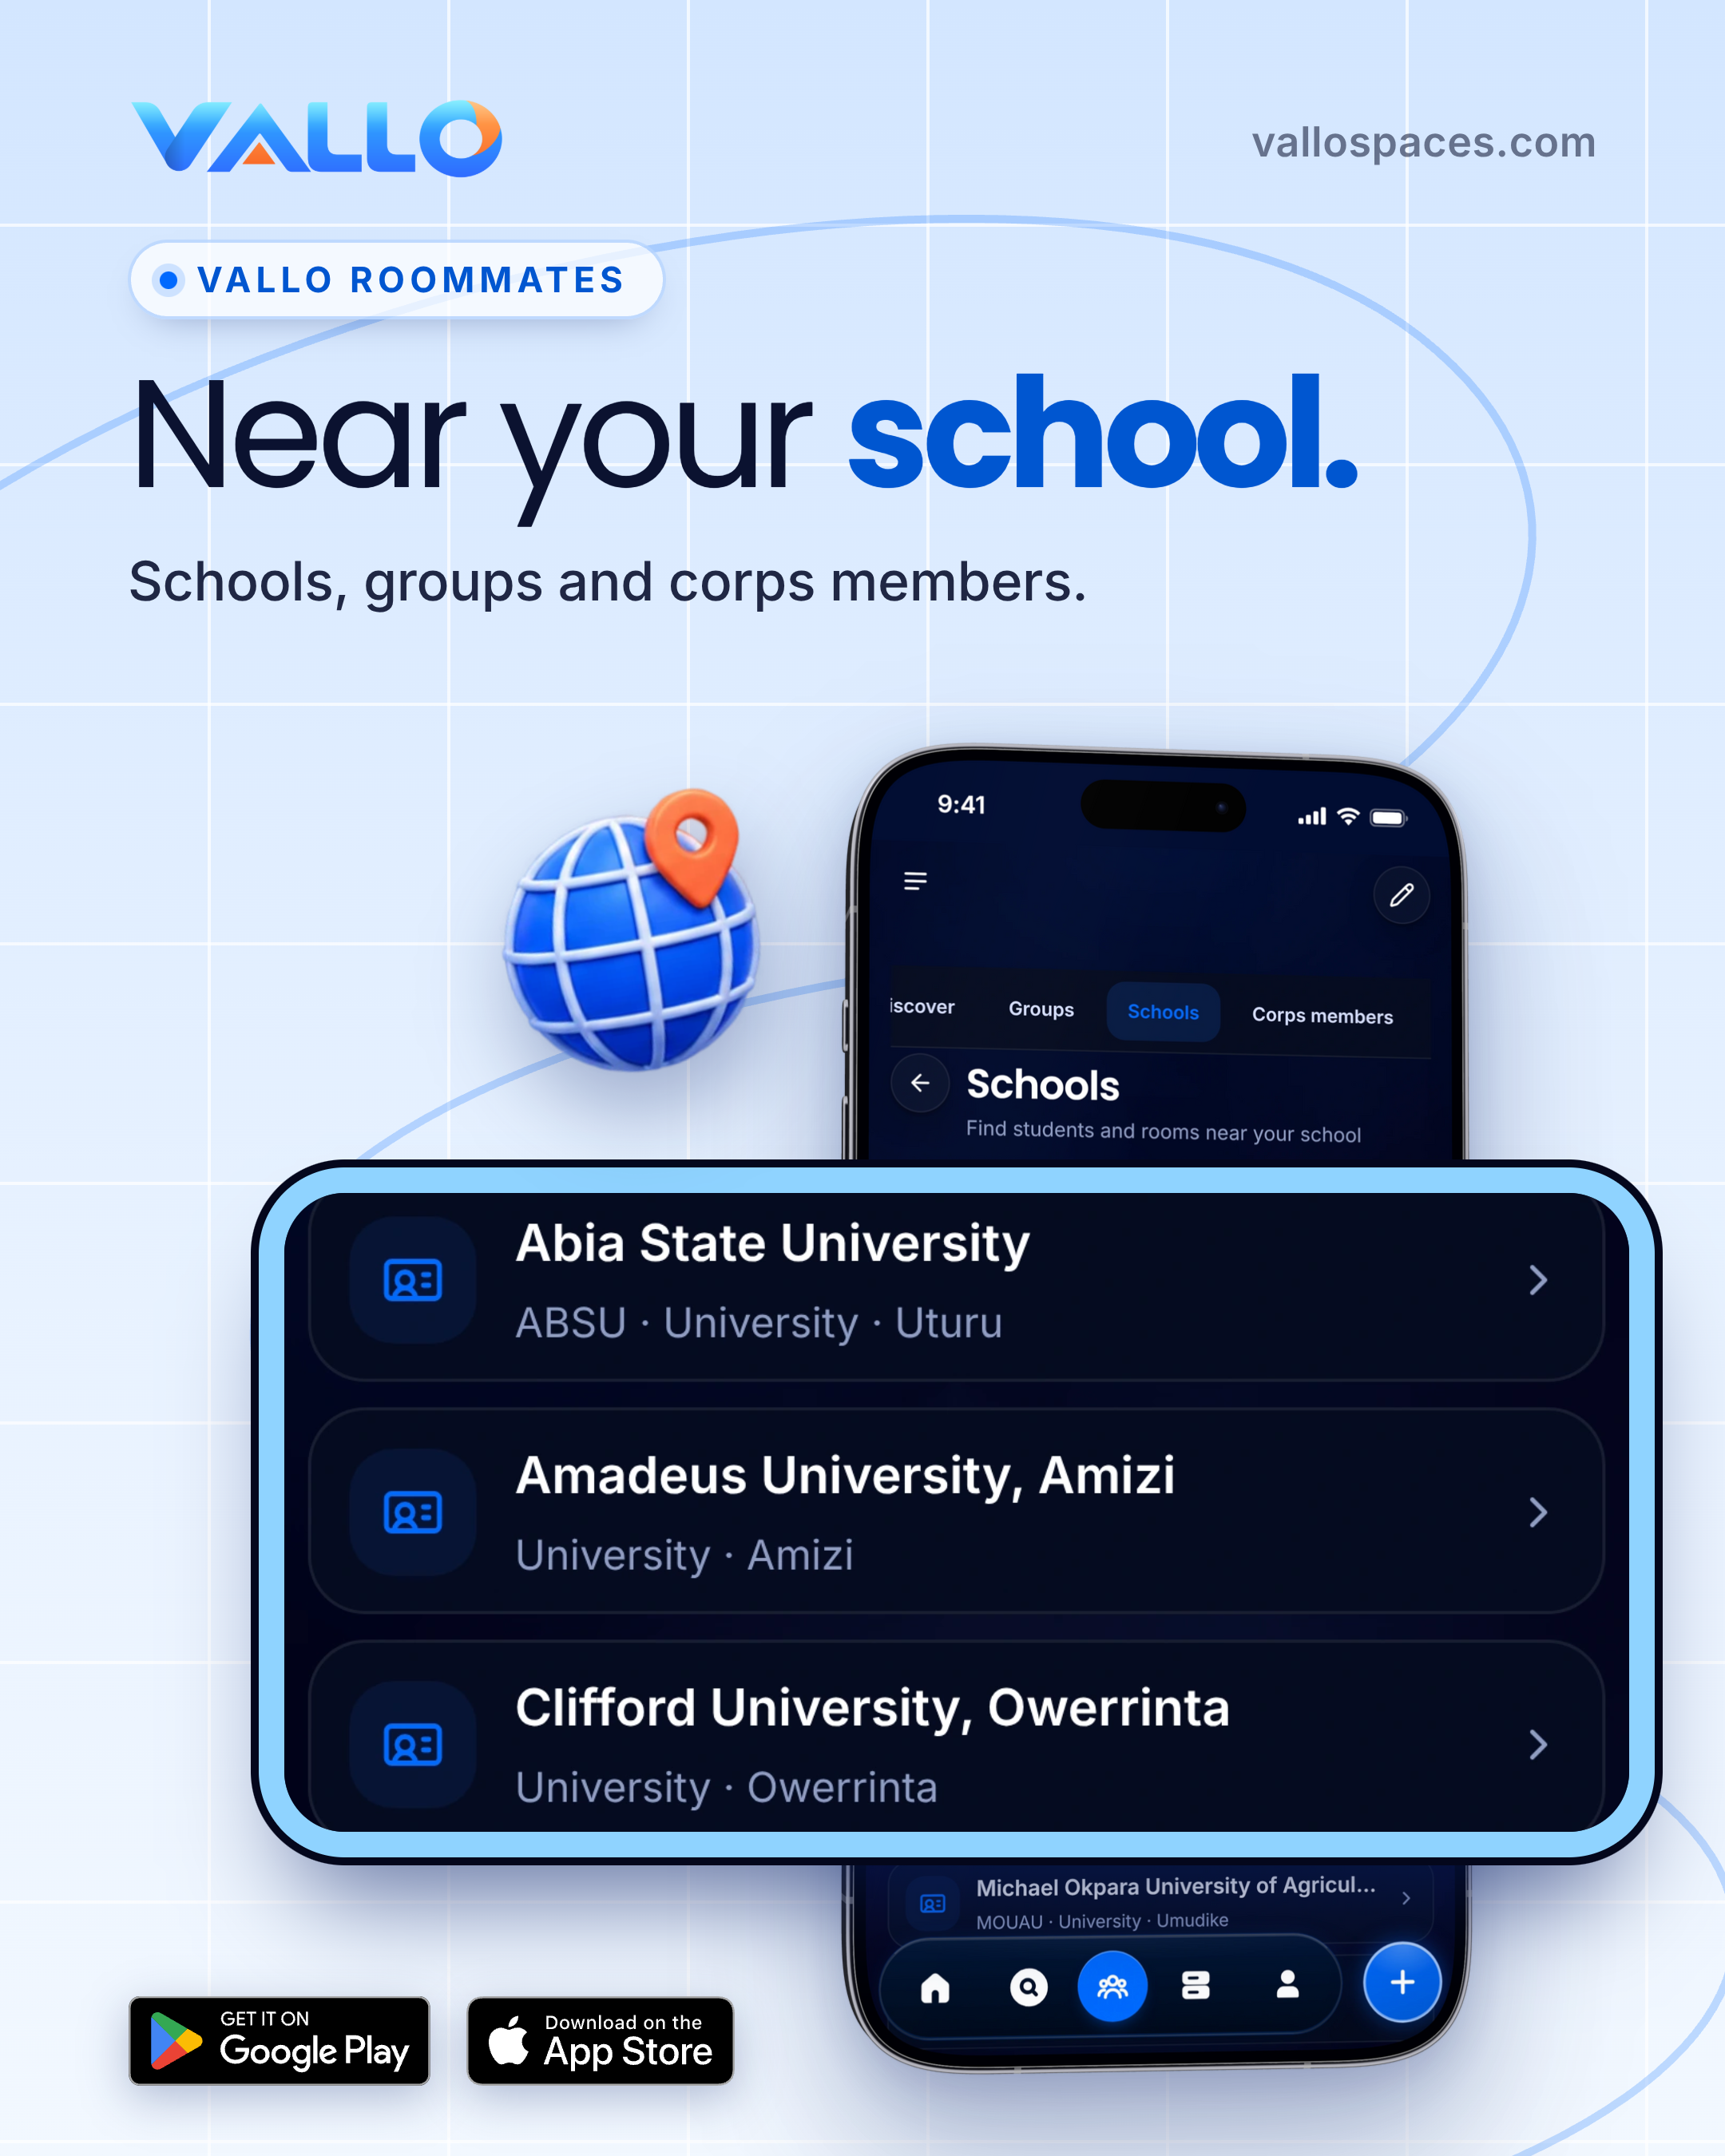 VALLO
vallospaces.com
VALLO ROOMMATES
Near your school.
Schools, groups and corps members.
9:41
iscover Groups Schools Corps members
Schools
Find students and rooms near your school
Abia State University
ABSU · University · Uturu
Amadeus University, Amizi
University · Amizi
Clifford University, Owerrinta
University · Owerrinta
Michael Okpara University of Agricul...
MOUAU · University · Umudike
GET IT ON
Google Play
Download on the
App Store